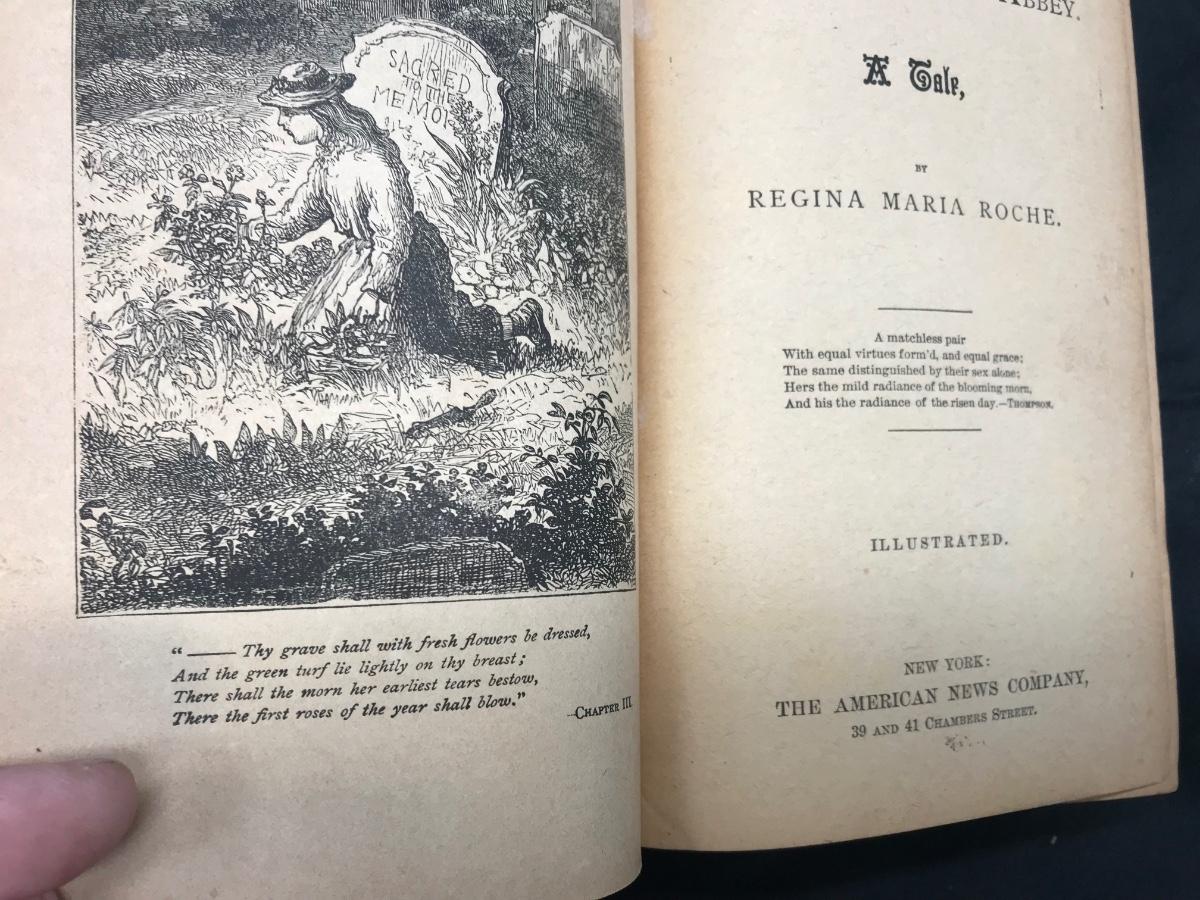 SACRED
TO THE
MEMOR
“ —— Thy grave shall with fresh flowers be dressed,
And the green turf lie lightly on thy breast;
There shall the morn her earliest tears bestow,
There the first roses of the year shall blow.”
—CHAPTER III.
ABBEY.
A Tale,
BY
REGINA MARIA ROCHE.
A matchless pair
With equal virtues form'd, and equal grace;
The same distinguished by their sex alone;
Hers the mild radiance of the blooming morn,
And his the radiance of the risen day.—THOMPSON.
ILLUSTRATED.
NEW YORK:
THE AMERICAN NEWS COMPANY,
39 AND 41 CHAMBERS STREET.